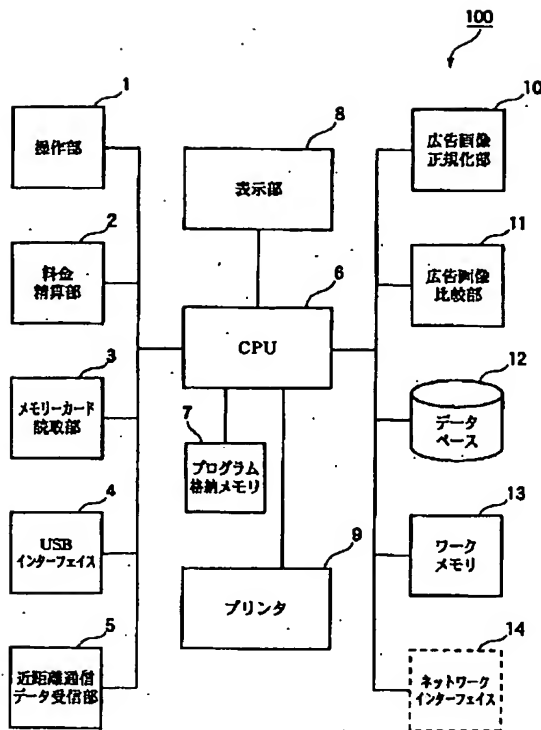 100
1
操作部
2
料金
精算部
3
メモリーカード
読取部
4
USB
インターフェイス
5
近距離通信
データ受信部
8
表示部
6
CPU
7
プログラム
格納メモリ
9
プリンタ
10
広告画像
正規化部
11
広告画像
比較部
12
データ
ベース
13
ワーク
メモリ
14
ネットワーク
インターフェイス